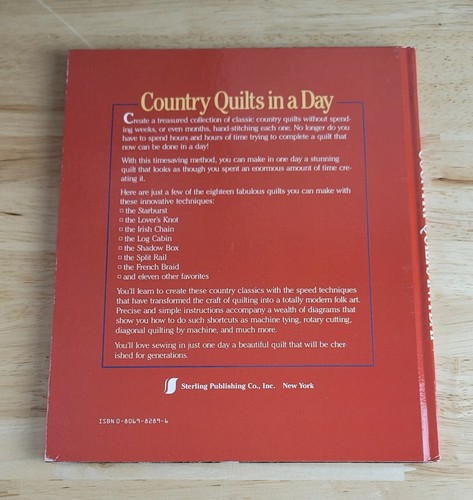 Country Quilts in a Day
Create a treasured collection of classic country quilts without spend-
ing weeks, or even months, hand-stitching each one. No longer do you
have to spend hours and hours of time trying to complete a quilt that
now can be done in a day!
With this timesaving method, you can make in one day a stunning
quilt that looks as though you spent an enormous amount of time cre-
ating it.
Here are just a few of the eighteen fabulous quilts you can make with
these innovative techniques:
□ the Starburst
□ the Lover's Knot
□ the Irish Chain
□ the Log Cabin
□ the Shadow Box
□ the Split Rail
□ the French Braid
□ and eleven other favorites
You'll learn to create these country classics with the speed techniques
that have transformed the craft of quilting into a totally modern folk art.
Precise and simple instructions accompany a wealth of diagrams that
show you how to do such shortcuts as machine tying, rotary cutting,
diagonal quilting by machine, and much more.
You'll love sewing in just one day a beautiful quilt that will be cher-
ished for generations.
Sterling Publishing Co., Inc. New York
ISBN 0-8069-8289-6